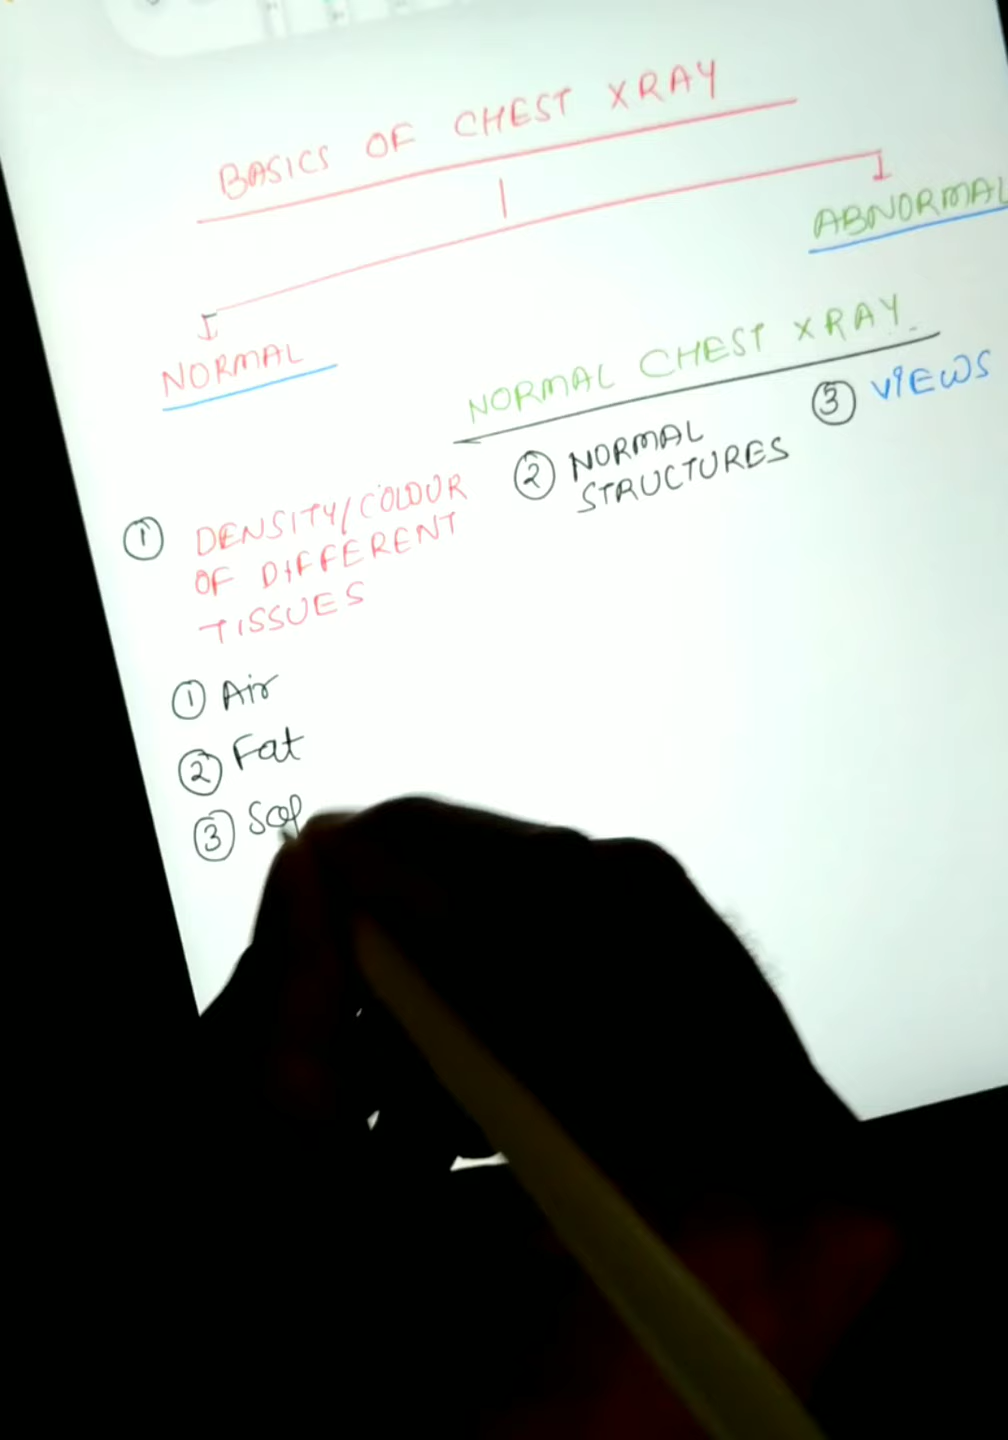 BASICS OF CHEST XRAY
NORMAL
ABNORMAL
NORMAL CHEST XRAY
① DENSITY/COLOUR
OF DIFFERENT
TISSUES
② NORMAL
STRUCTURES
③ VIEWS
① Air
② Fat
③